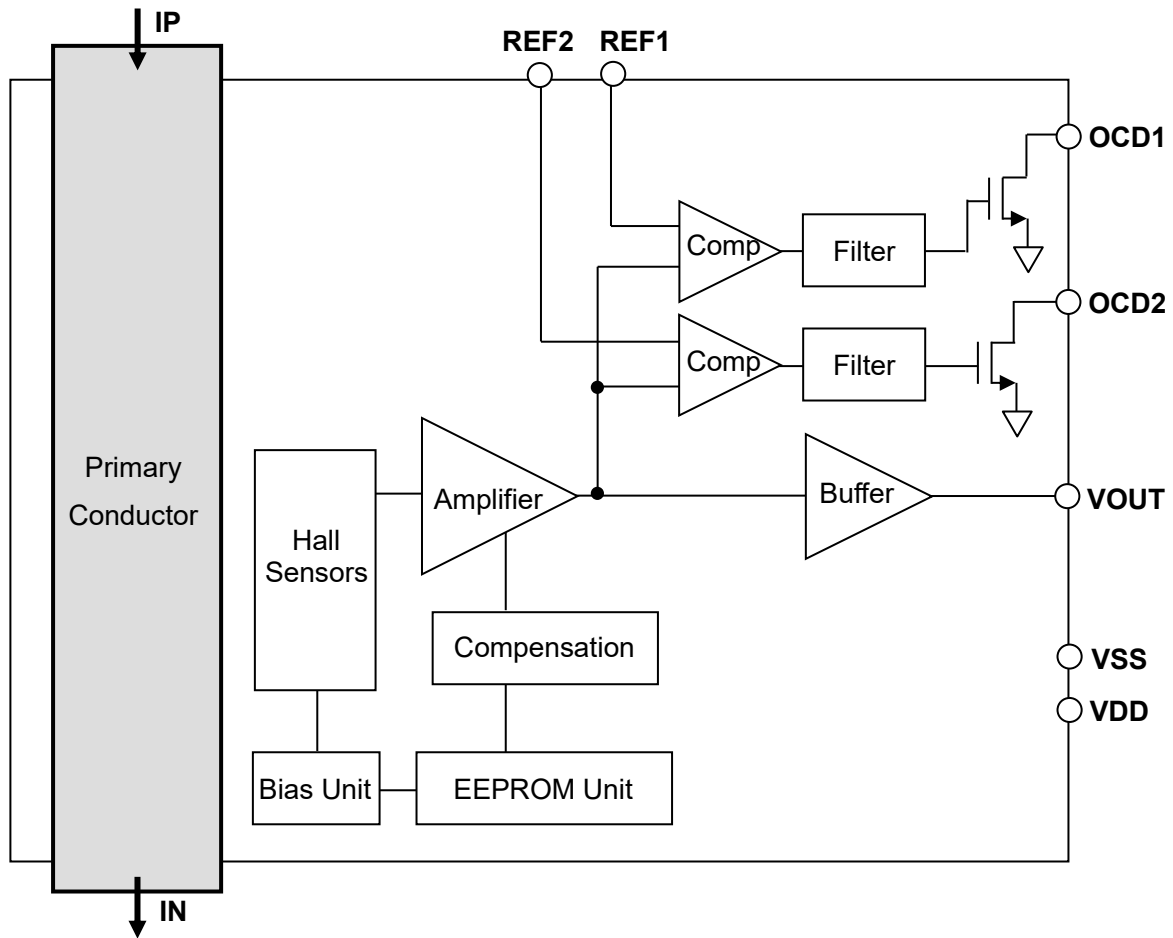 IP
REF2
REF1
OCD1
Comp
Filter
OCD2
Comp
Filter
Primary
Conductor
Hall
Sensors
Amplifier
Buffer
VOUT
Compensation
VSS
VDD
Bias Unit
EEPROM Unit
IN